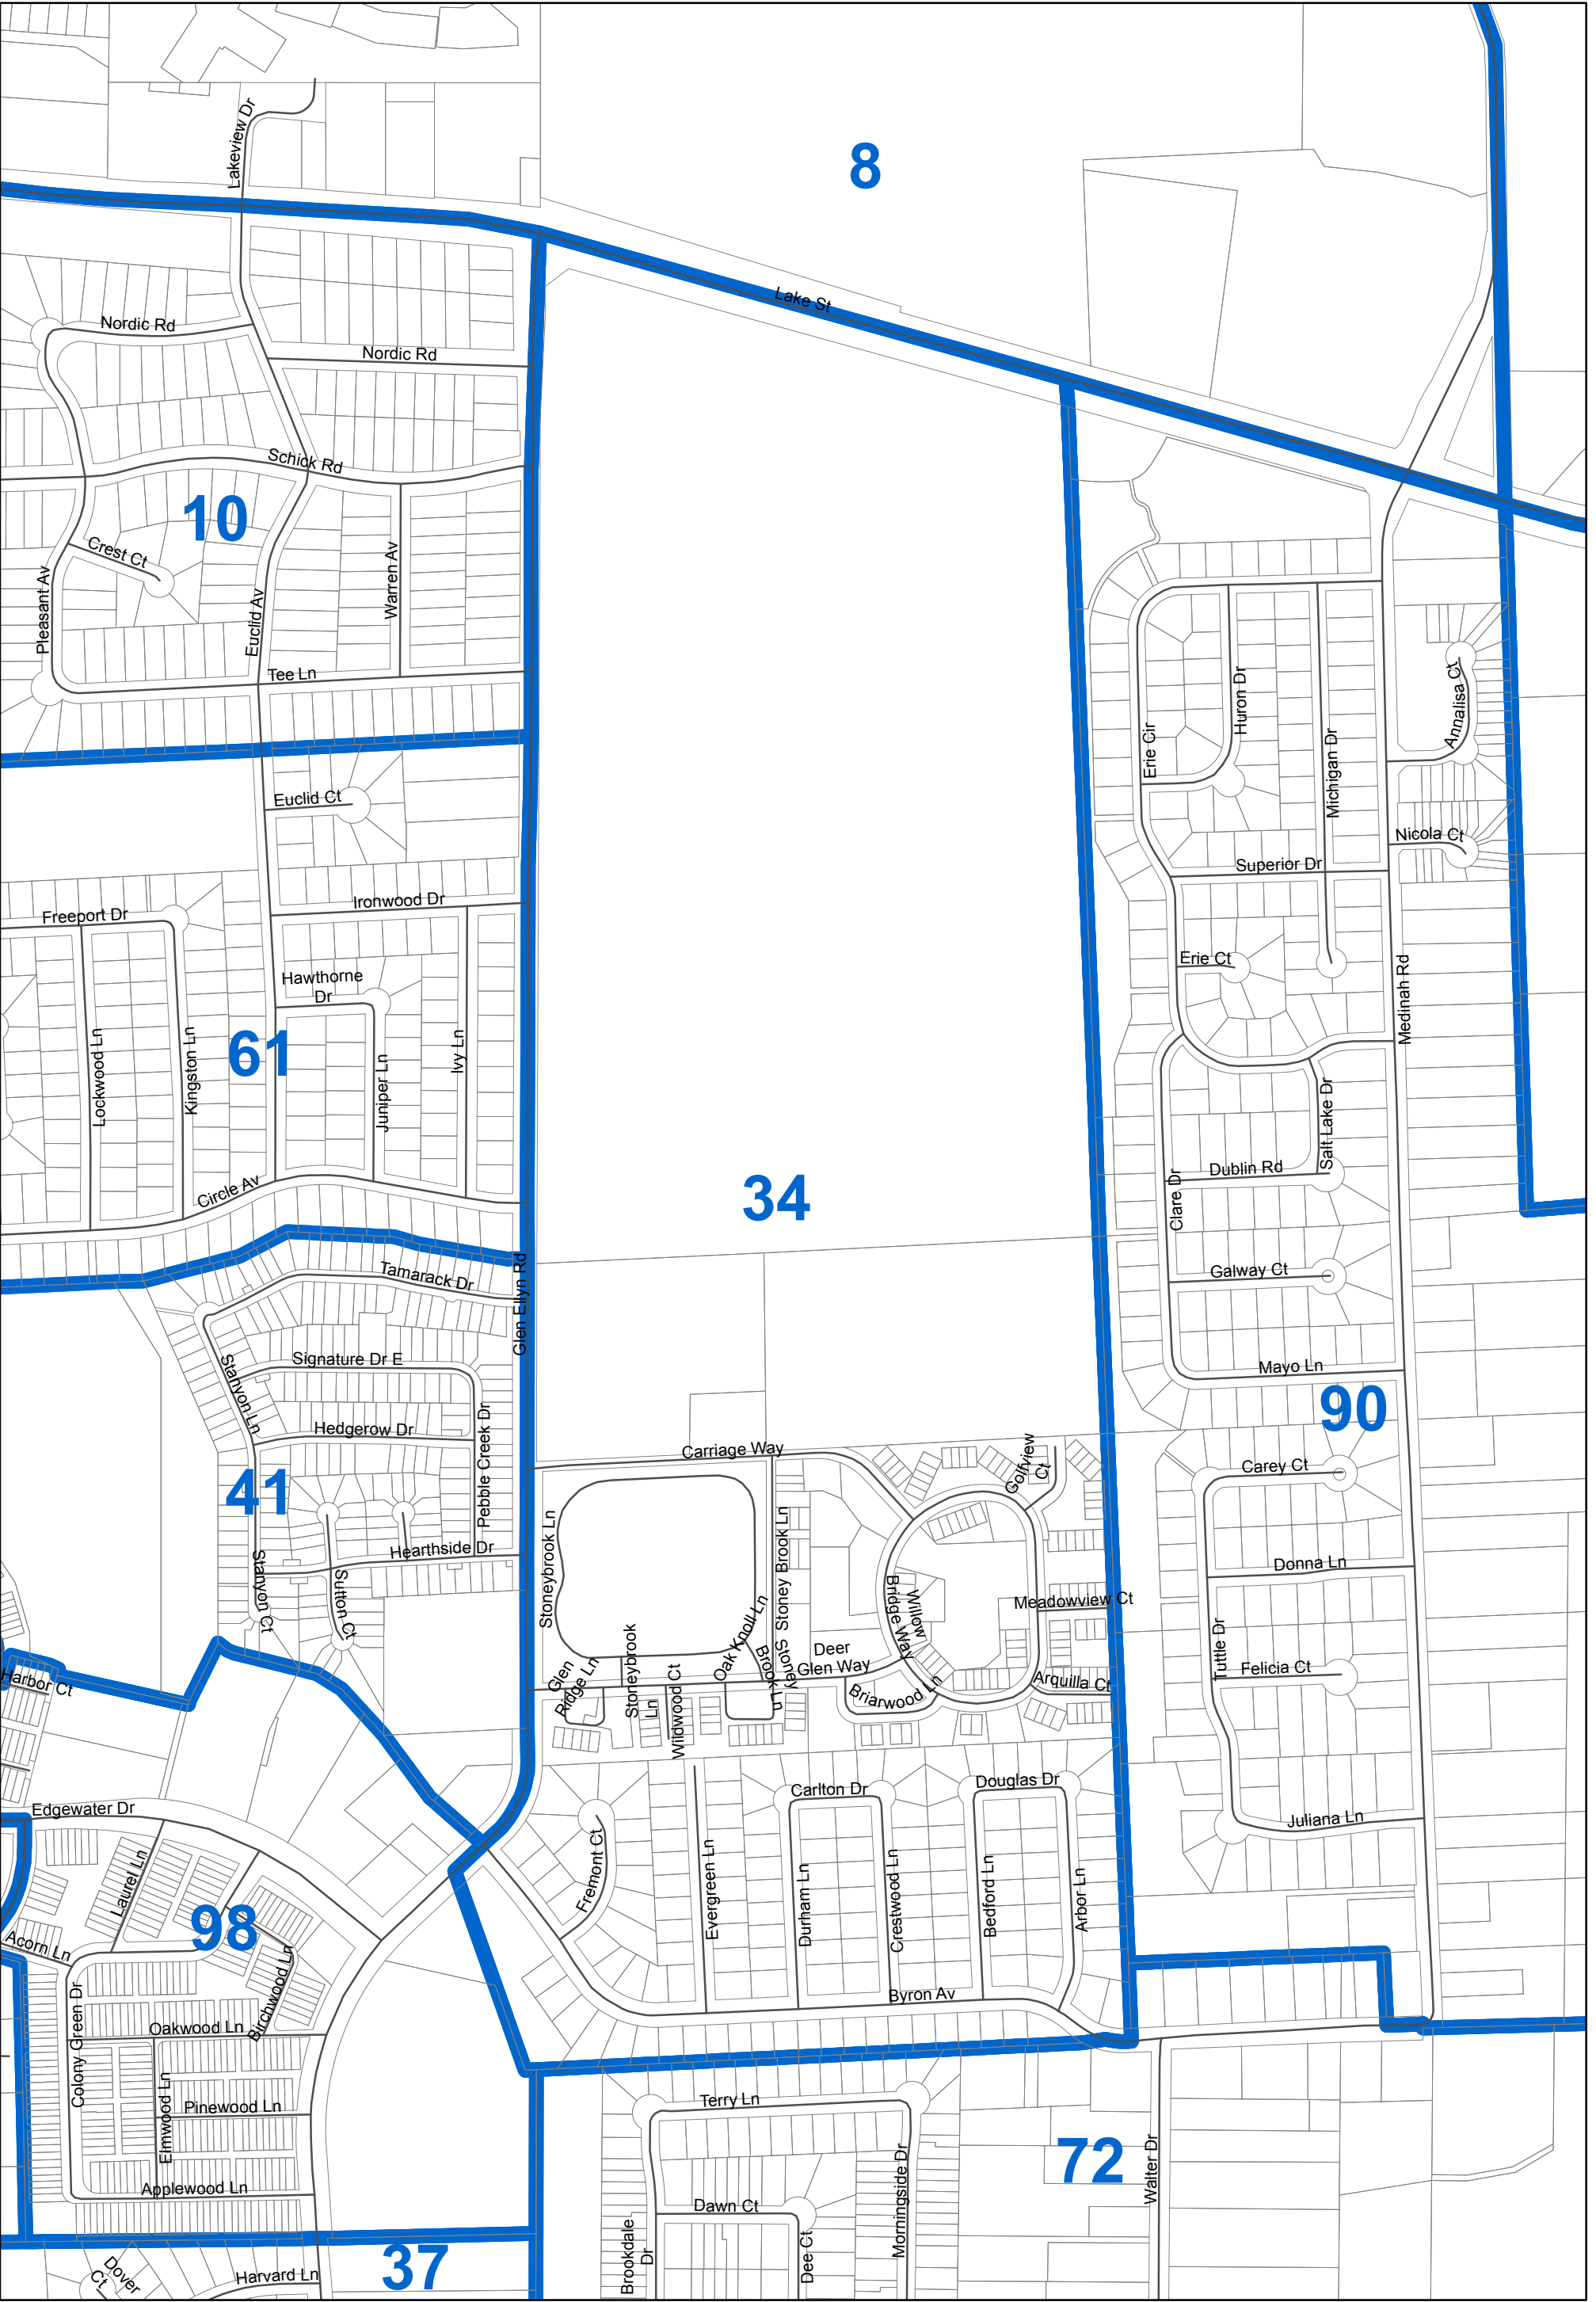 Lakeview Dr
8
Lake St
Nordic Rd
Nordic Rd
Schick Rd
10
Crest Ct
Pleasant Av
Euclid Av
Warren Av
Tee Ln
Huron Dr
Erie Cir
Michigan Dr
Annalisa Ct
Euclid Ct
Nicola Ct
Superior Dr
Ironwood Dr
Freeport Dr
Hawthorne
Dr
Erie Ct
Medinah Rd
Lockwood Ln
Kingston Ln
61
Juniper Ln
Ivy Ln
Salt Lake Dr
Dublin Rd
Clare Dr
34
Circle Av
Glen Ellyn Rd
Tamarack Dr
Galway Ct
Signature Dr E
Stanyon Ln
Mayo Ln
90
Hedgerow Dr
Pebble Creek Dr
Carriage Way
Golfview
Ct
Carey Ct
41
Stoneybrook Ln
Stoney Brook Ln
Hearthside Dr
Donna Ln
Stanyon Ct
Sutton Ct
Willow
Bridge Way
Meadowview Ct
Oak Knoll Ln
Deer
Glen Way
Tuttle Dr
Felicia Ct
Harbor Ct
Glen
Ridge Ln
Stoneybrook
Ln
Wildwood Ct
Stoney
Brook Ln
Briarwood Ln
Arquilla Ct
Edgewater Dr
Carlton Dr
Douglas Dr
Juliana Ln
Laurel Ln
Fremont Ct
Evergreen Ln
Durham Ln
Crestwood Ln
Bedford Ln
Arbor Ln
98
Acorn Ln
Birchwood Ln
Byron Av
Colony Green Dr
Oakwood Ln
Elmwood Ln
Pinewood Ln
Terry Ln
72
Walter Dr
Applewood Ln
Dawn Ct
Morningside Dr
Brookdale
Dr
Dee Ct
37
Dover
Ct
Harvard Ln